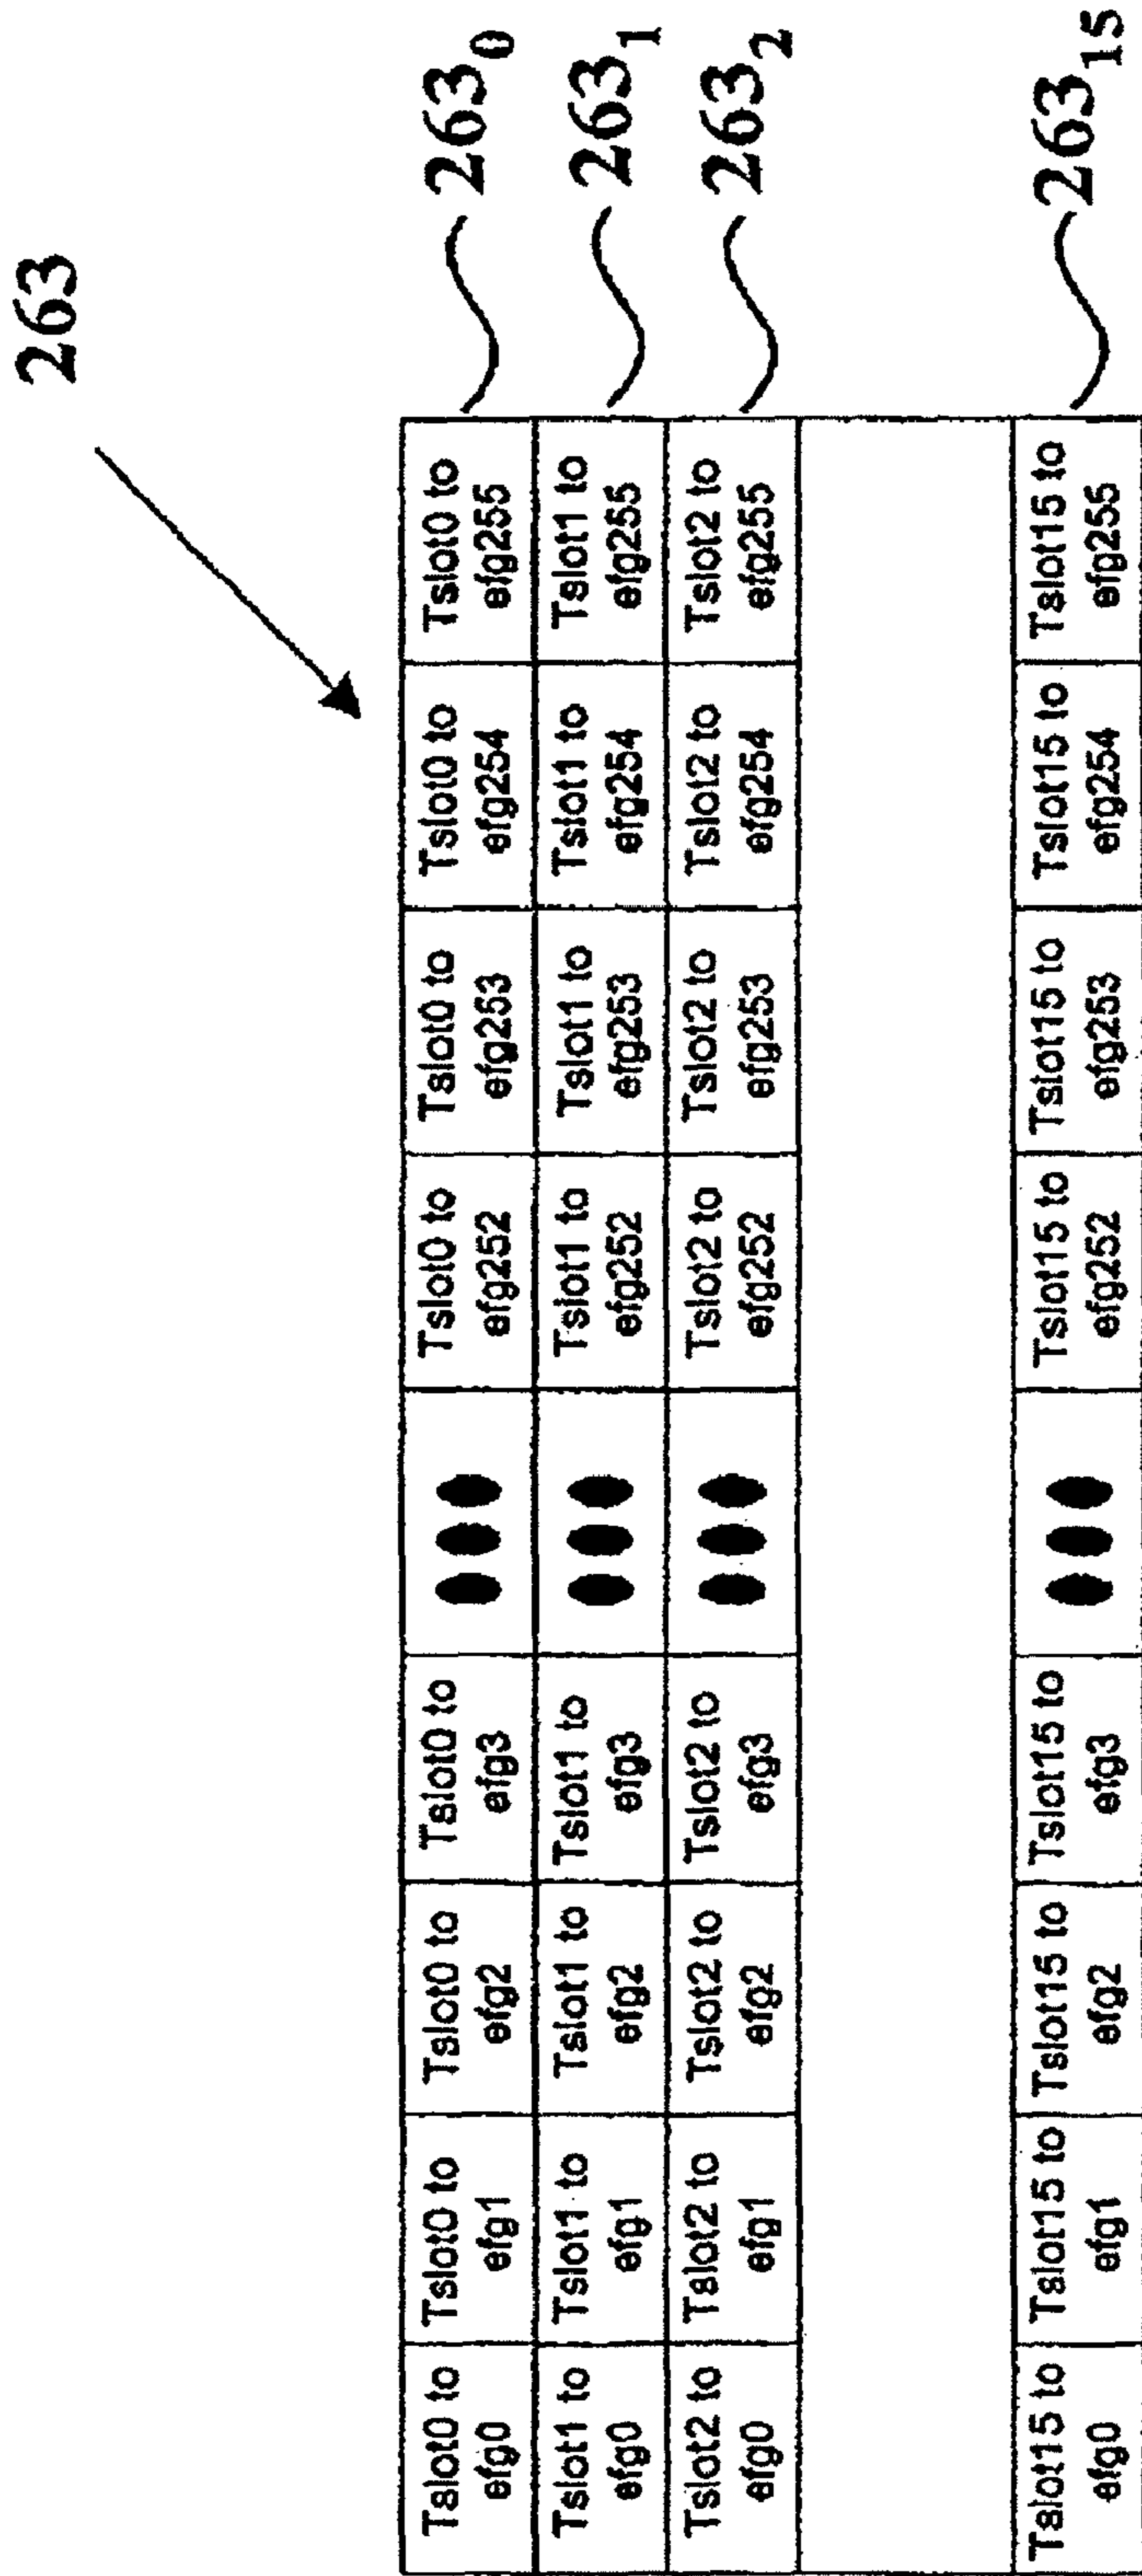 263
Tslot0 to
efg0
Tslot0 to
efg1
Tslot0 to
efg2
Tslot0 to
efg3
Tslot0 to
efg252
Tslot0 to
efg253
Tslot0 to
efg254
Tslot0 to
efg255
263₀
Tslot1 to
efg0
Tslot1 to
efg1
Tslot1 to
efg2
Tslot1 to
efg3
Tslot1 to
efg252
Tslot1 to
efg253
Tslot1 to
efg254
Tslot1 to
efg255
263₁
Tslot2 to
efg0
Tslot2 to
efg1
Tslot2 to
efg2
Tslot2 to
efg3
Tslot2 to
efg252
Tslot2 to
efg253
Tslot2 to
efg254
Tslot2 to
efg255
263₂
Tslot15 to
efg0
Tslot15 to
efg1
Tslot15 to
efg2
Tslot15 to
efg3
Tslot15 to
efg252
Tslot15 to
efg253
Tslot15 to
efg254
Tslot15 to
efg255
263₁₅